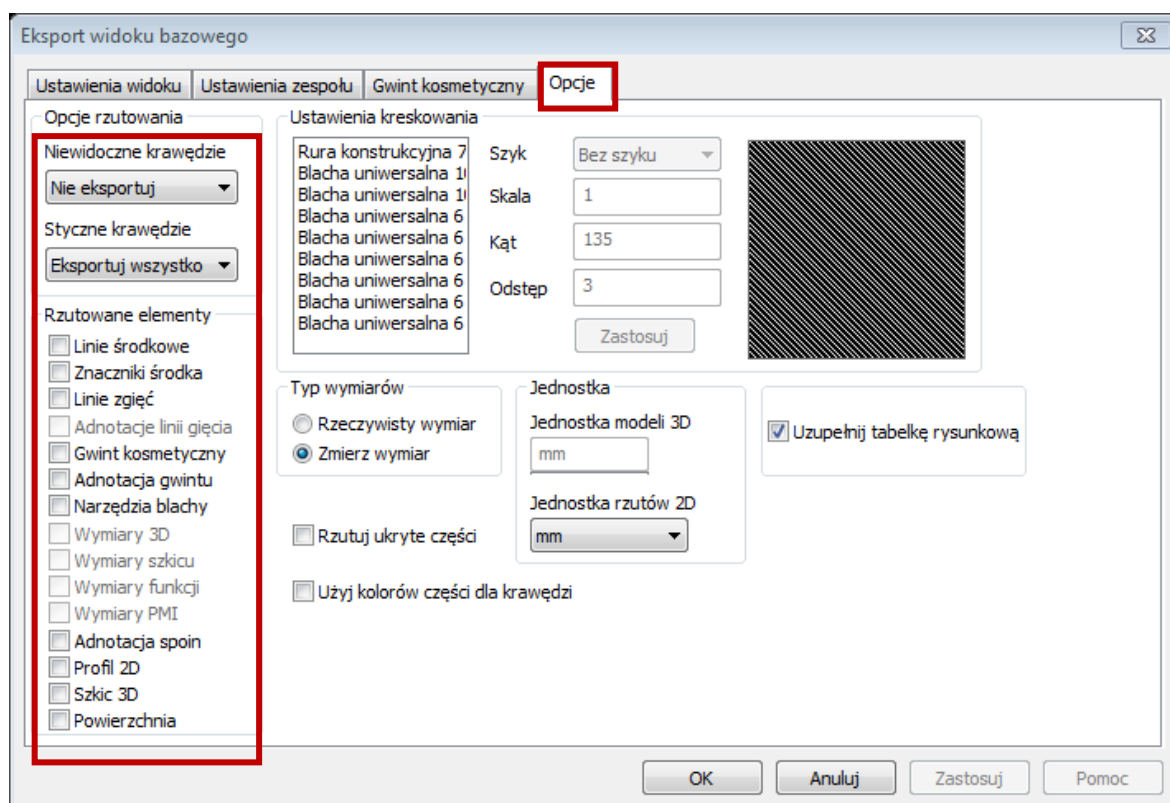 Eksport widoku bazowego
Ustawienia widoku
Ustawienia zespołu
Gwint kosmetyczny
Opcje
Opcje rzutowania
Niewidoczne krawędzie
Nie eksportuj
Styczne krawędzie
Eksportuj wszystko
Rzutowane elementy
Linie środkowe
Znaczniki środka
Linie zgięć
Adnotacje linii gięcia
Gwint kosmetyczny
Adnotacja gwintu
Narzędzia blachy
Wymiary 3D
Wymiary szkicu
Wymiary funkcji
Wymiary PMI
Adnotacja spoin
Profil 2D
Szkic 3D
Powierzchnia
Ustawienia kreskowania
Rura konstrukcyjna 7
Blacha uniwersalna 1
Blacha uniwersalna 1
Blacha uniwersalna 6
Blacha uniwersalna 6
Blacha uniwersalna 6
Blacha uniwersalna 6
Blacha uniwersalna 6
Blacha uniwersalna 6
Szyk
Bez szyku
Skala
1
Kąt
135
Odstęp
3
Zastosuj
Typ wymiarów
Rzeczywisty wymiar
Zmierz wymiar
Rzutuj ukryte części
Użyj kolorów części dla krawędzi
Jednostka
Jednostka modeli 3D
mm
Jednostka rzutów 2D
mm
Uzupełnij tabelkę rysunkową
OK
Anuluj
Zastosuj
Pomoc